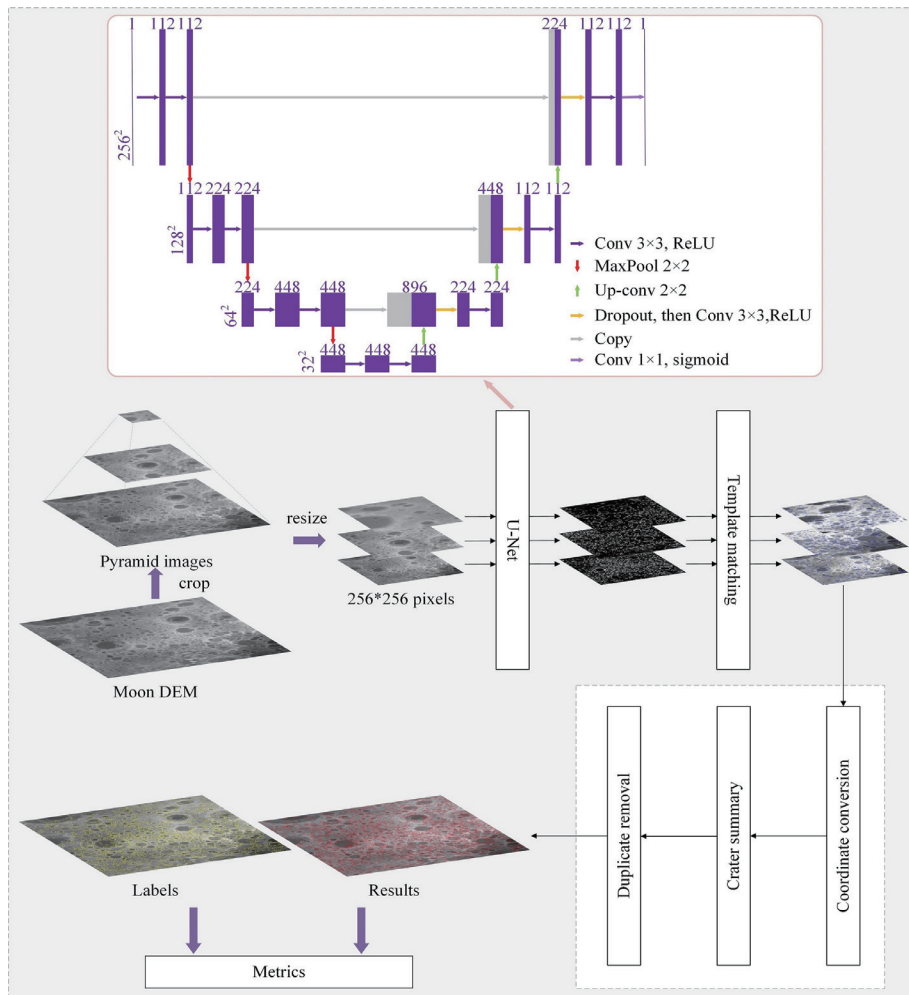 1 112 112 224 112 112 1
256²
112 224 224 448 112 112
128²
Conv 3×3, ReLU
MaxPool 2×2
Up-conv 2×2
Dropout, then Conv 3×3,ReLU
Copy
Conv 1×1, sigmoid
224 448 448 896 224 224
64²
448 448 448
32²
Pyramid images
crop
Moon DEM
resize
256*256 pixels
U-Net
Template matching
Coordinate conversion
Crater summary
Duplicate removal
Labels
Results
Metrics